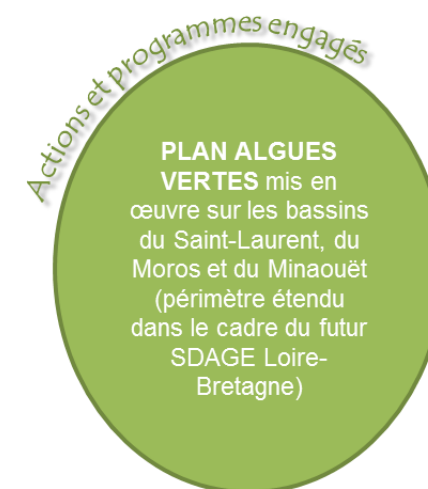 Actions et programmes engagés
PLAN ALGUES
VERTES mis en
œuvre sur les bassins
du Saint-Laurent, du
Moros et du Minaouët
(périmètre étendu
dans le cadre du futur
SDAGE Loire-
Bretagne)